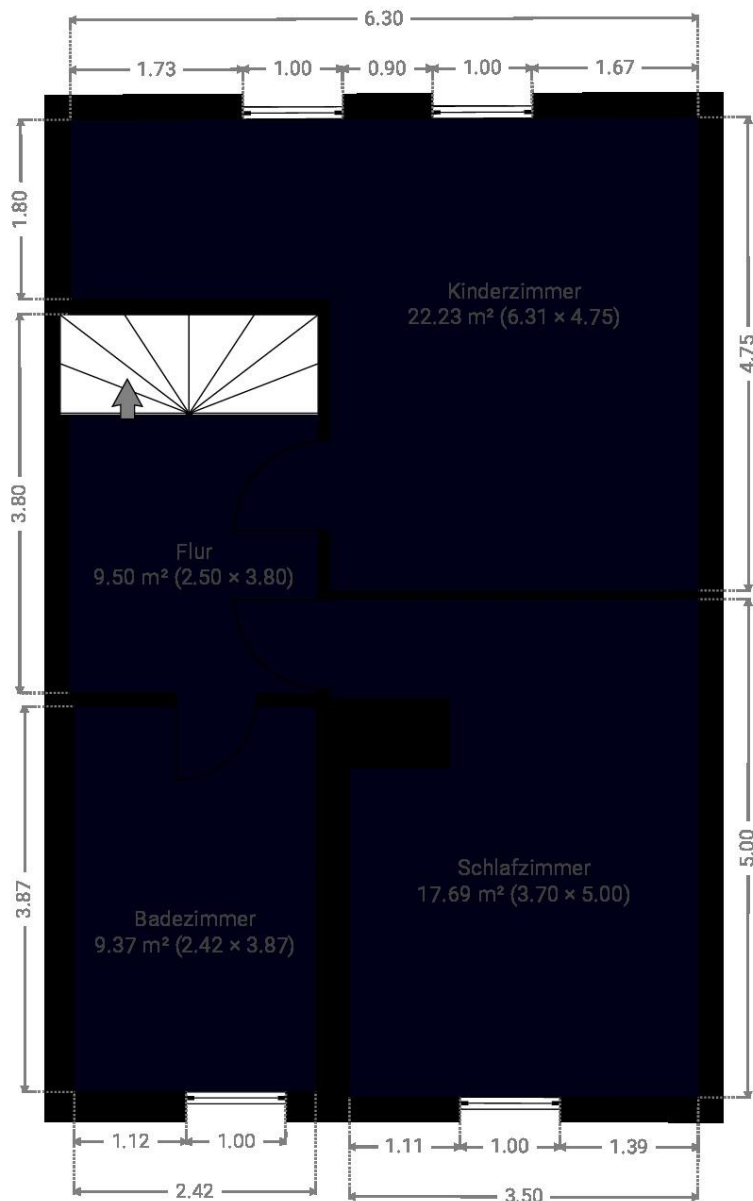 6.30
1.73
1.00
0.90
1.00
1.67
1.80
Kinderzimmer
22.23 m² (6.31 × 4.75)
4.75
3.80
Flur
9.50 m² (2.50 × 3.80)
3.87
5.00
Schlafzimmer
17.69 m² (3.70 × 5.00)
Badezimmer
9.37 m² (2.42 × 3.87)
1.12
1.00
1.11
1.00
1.39
2.42
3.50